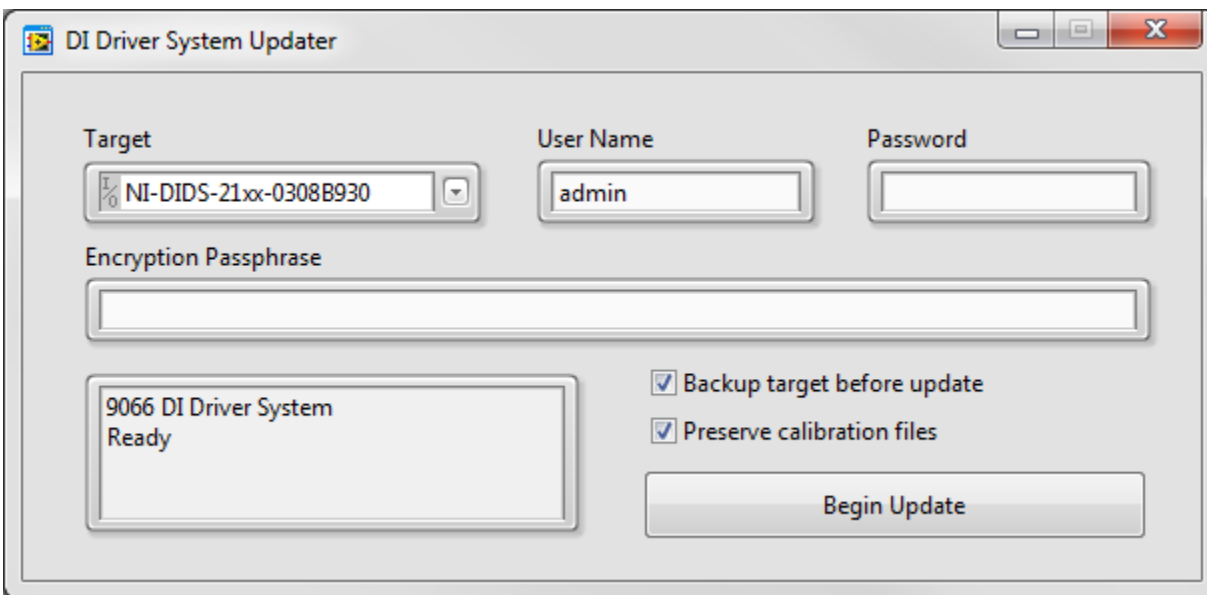 DI Driver System Updater
Target
User Name
Password
I/O NI-DIDS-21xx-0308B930
admin
Encryption Passphrase
9066 DI Driver System
Ready
Backup target before update
Preserve calibration files
Begin Update